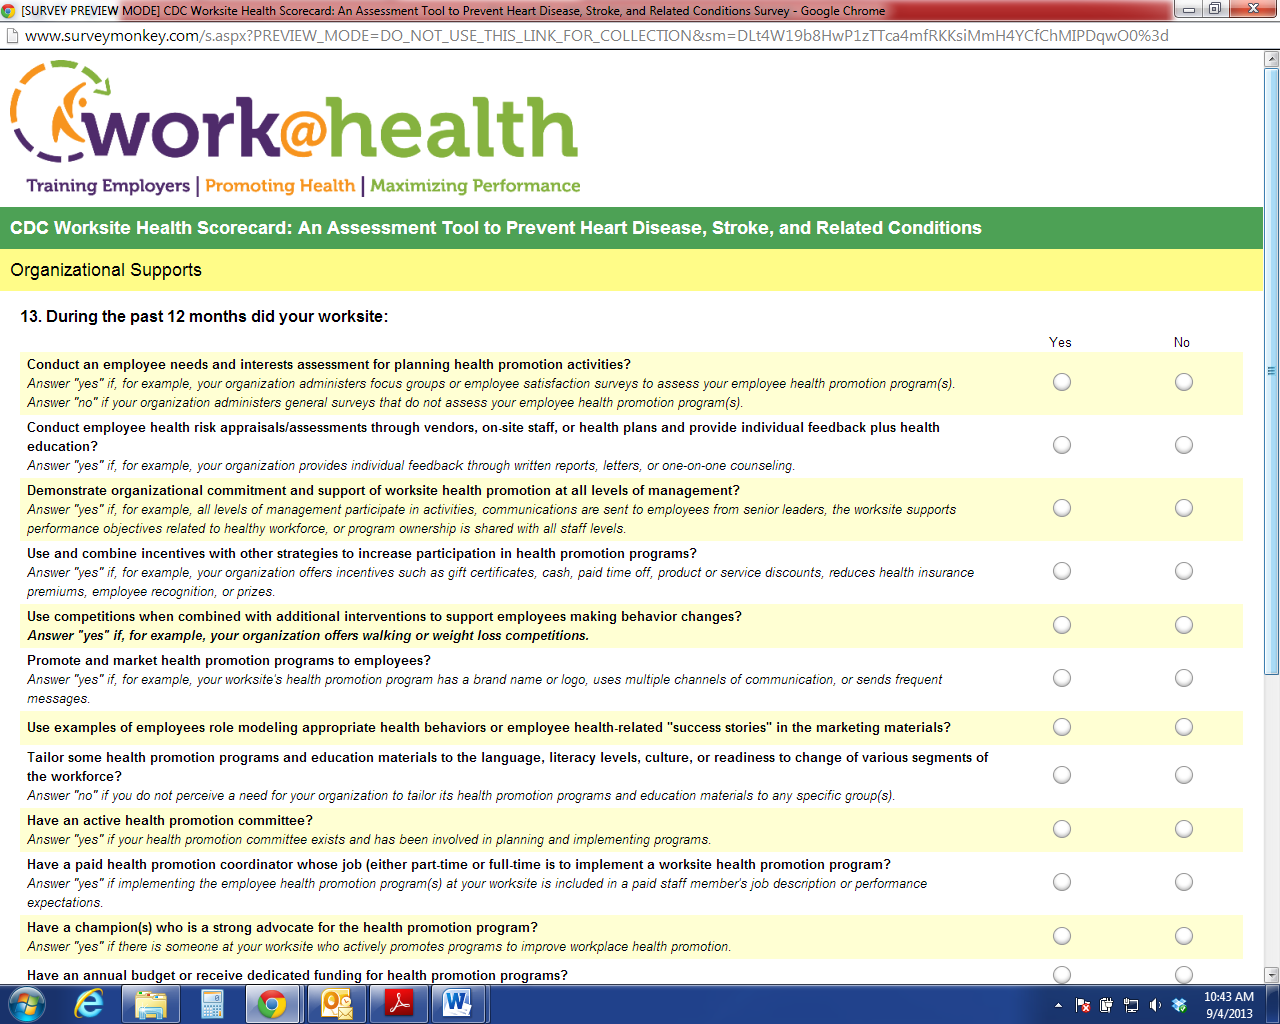 [SURVEY PREVIEW MODE] CDC Worksite Health Scorecard: An Assessment Tool to Prevent Heart Disease, Stroke, and Related Conditions Survey - Google Chrome
www.surveymonkey.com/s.aspx?PREVIEW_MODE=DO_NOT_USE_THIS_LINK_FOR_COLLECTION&sm=DLt4W19b8HwP1zTTca4mfRKKsiMmH4YCfChMIPDqwO0%3d
work@health
Training Employers | Promoting Health | Maximizing Performance
CDC Worksite Health Scorecard: An Assessment Tool to Prevent Heart Disease, Stroke, and Related Conditions
Organizational Supports
13. During the past 12 months did your worksite:
Yes No
Conduct an employee needs and interests assessment for planning health promotion activities?
Answer "yes" if, for example, your organization administers focus groups or employee satisfaction surveys to assess your employee health promotion program(s).
Answer "no" if your organization administers general surveys that do not assess your employee health promotion program(s).
Conduct employee health risk appraisals/assessments through vendors, on-site staff, or health plans and provide individual feedback plus health
education?
Answer "yes" if, for example, your organization provides individual feedback through written reports, letters, or one-on-one counseling.
Demonstrate organizational commitment and support of worksite health promotion at all levels of management?
Answer "yes" if, for example, all levels of management participate in activities, communications are sent to employees from senior leaders, the worksite supports
performance objectives related to healthy workforce, or program ownership is shared with all staff levels.
Use and combine incentives with other strategies to increase participation in health promotion programs?
Answer "yes" if, for example, your organization offers incentives such as gift certificates, cash, paid time off, product or service discounts, reduces health insurance
premiums, employee recognition, or prizes.
Use competitions when combined with additional interventions to support employees making behavior changes?
Answer "yes" if, for example, your organization offers walking or weight loss competitions.
Promote and market health promotion programs to employees?
Answer "yes" if, for example, your worksite's health promotion program has a brand name or logo, uses multiple channels of communication, or sends frequent
messages.
Use examples of employees role modeling appropriate health behaviors or employee health-related "success stories" in the marketing materials?
Tailor some health promotion programs and education materials to the language, literacy levels, culture, or readiness to change of various segments of
the workforce?
Answer "no" if you do not perceive a need for your organization to tailor its health promotion programs and education materials to any specific group(s).
Have an active health promotion committee?
Answer "yes" if your health promotion committee exists and has been involved in planning and implementing programs.
Have a paid health promotion coordinator whose job (either part-time or full-time is to implement a worksite health promotion program?
Answer "yes" if implementing the employee health promotion program(s) at your worksite is included in a paid staff member's job description or performance
expectations.
Have a champion(s) who is a strong advocate for the health promotion program?
Answer "yes" if there is someone at your worksite who actively promotes programs to improve workplace health promotion.
Have an annual budget or receive dedicated funding for health promotion programs?
10:43 AM
9/4/2013